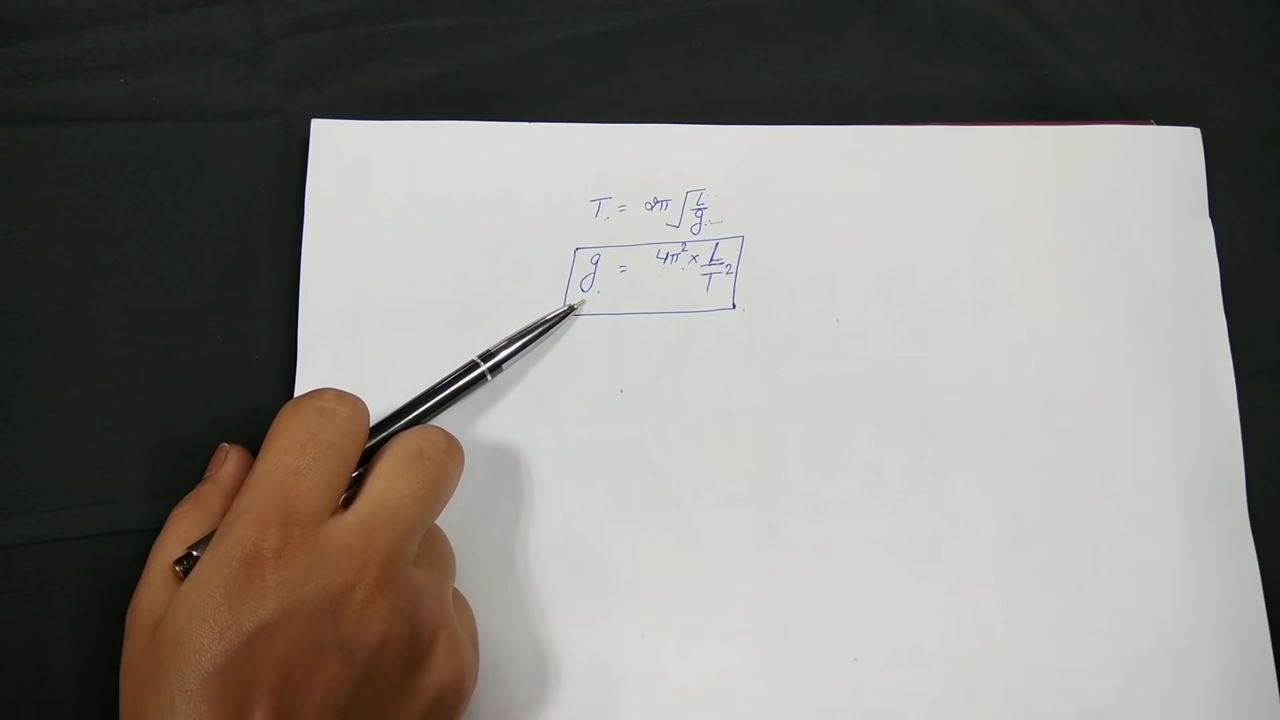 T = 2π√L/g
g = 4π² × L/T²